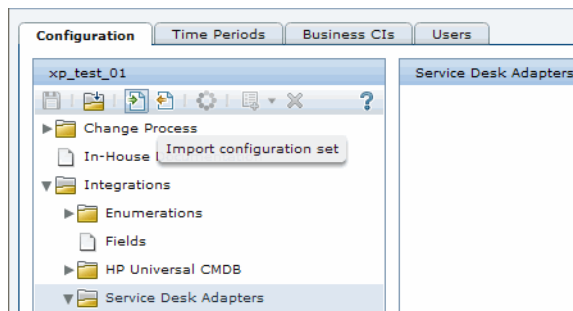 Configuration Time Periods Business CIs Users
xp_test_01 Service Desk Adapters
?
Change Process
In-House
Import configuration set
Integrations
Enumerations
Fields
HP Universal CMDB
Service Desk Adapters